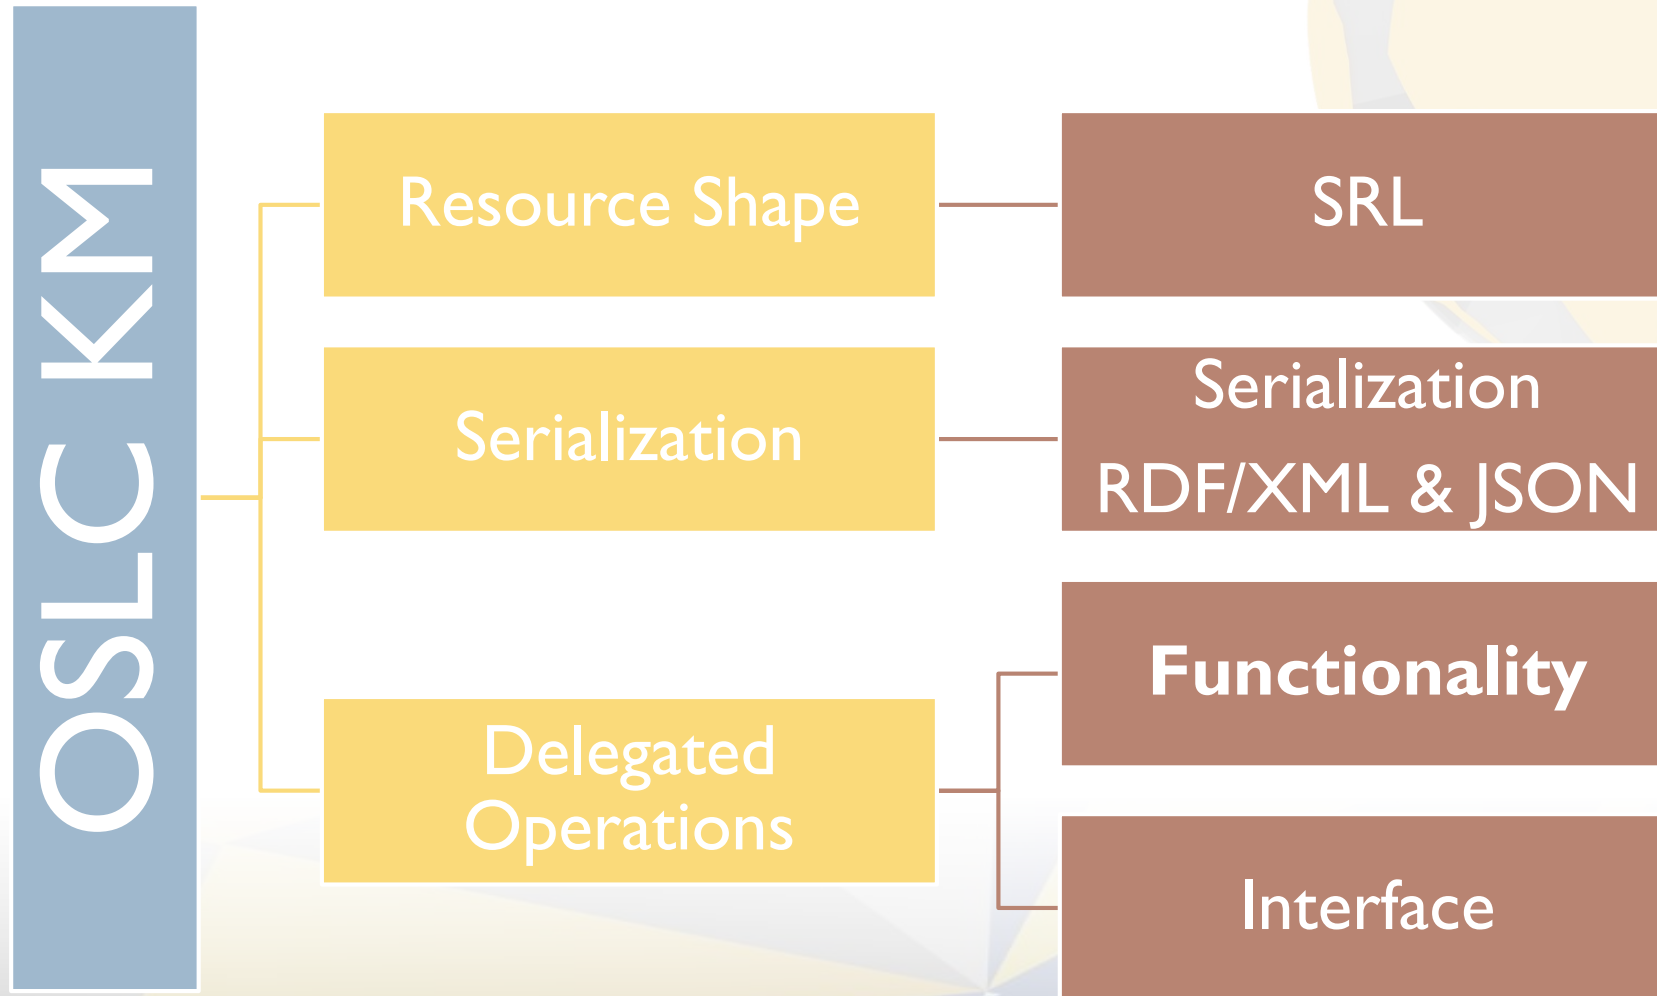 OSLC KM
Resource Shape
SRL
Serialization
Serialization
RDF/XML & JSON
Delegated
Operations
Functionality
Interface